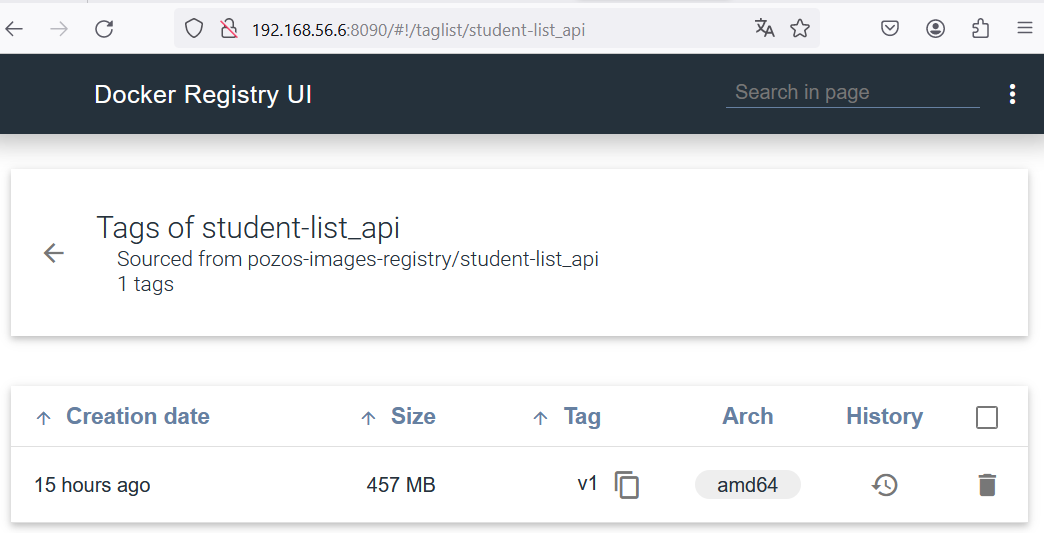 192.168.56.6:8090/#!/taglist/student-list_api
Docker Registry UI
Search in page
Tags of student-list_api
Sourced from pozos-images-registry/student-list_api
1 tags
Creation date Size Tag Arch History
15 hours ago 457 MB v1 amd64